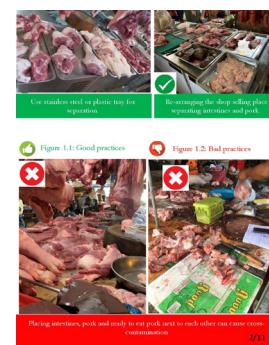 Use stainless steel or plastic tray for
separation
Re-arranging the shop selling place
separating intestines and pork
Figure 1.1: Good practices
Figure 1.2: Bad practices
Placing intestines, pork and ready to eat pork next to each other can cause cross-
contamination
2/11